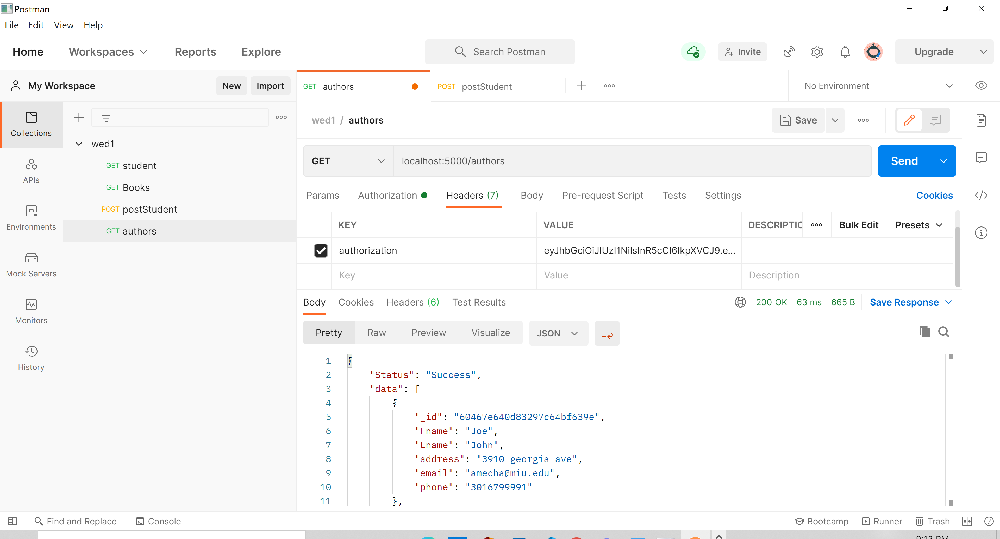 Postman
File Edit View Help
Home Workspaces Reports Explore Search Postman Invite Upgrade
My Workspace New Import
GET authors POST postStudent No Environment
Collections
APIs
Environments
Mock Servers
Monitors
History
wed1
GET student
GET Books
POST postStudent
GET authors
wed1 / authors Save
GET localhost:5000/authors Send
Params Authorization Headers (7) Body Pre-request Script Tests Settings Cookies
KEY VALUE DESCRIPTIC Bulk Edit Presets
authorization eyJhbGciOiJIUzI1NiIsInR5cCI6IkpXVCJ9.e...
Key Value Description
Body Cookies Headers (6) Test Results 200 OK 63 ms 665 B Save Response
Pretty Raw Preview Visualize JSON
1 {
2 "Status": "Success",
3 "data": [
4 {
5 "_id": "60467e640d83297c64bf639e",
6 "Fname": "Joe",
7 "Lname": "John",
8 "address": "3910 georgia ave",
9 "email": "amecha@miu.edu",
10 "phone": "3016799991"
11 },
Find and Replace Console Bootcamp Runner Trash
9:13 PM